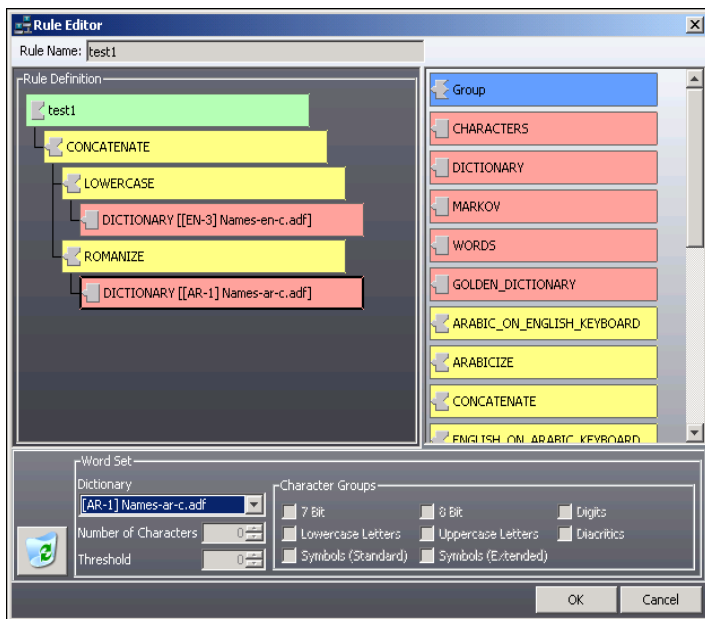 Rule Editor
Rule Name: test1
Rule Definition
test1
CONCATENATE
LOWERCASE
DICTIONARY [[EN-3] Names-en-c.adf]
ROMANIZE
DICTIONARY [[AR-1] Names-ar-c.adf]
Group
CHARACTERS
DICTIONARY
MARKOV
WORDS
GOLDEN_DICTIONARY
ARABIC_ON_ENGLISH_KEYBOARD
ARABICIZE
CONCATENATE
ENGLISH_ON_ARABIC_KEYBOARD
Word Set
Dictionary
[AR-1] Names-ar-c.adf
Number of Characters 0
Threshold 0
Character Groups
7 Bit 8 Bit Digits
Lowercase Letters Uppercase Letters Diacritics
Symbols (Standard) Symbols (Extended)
OK Cancel